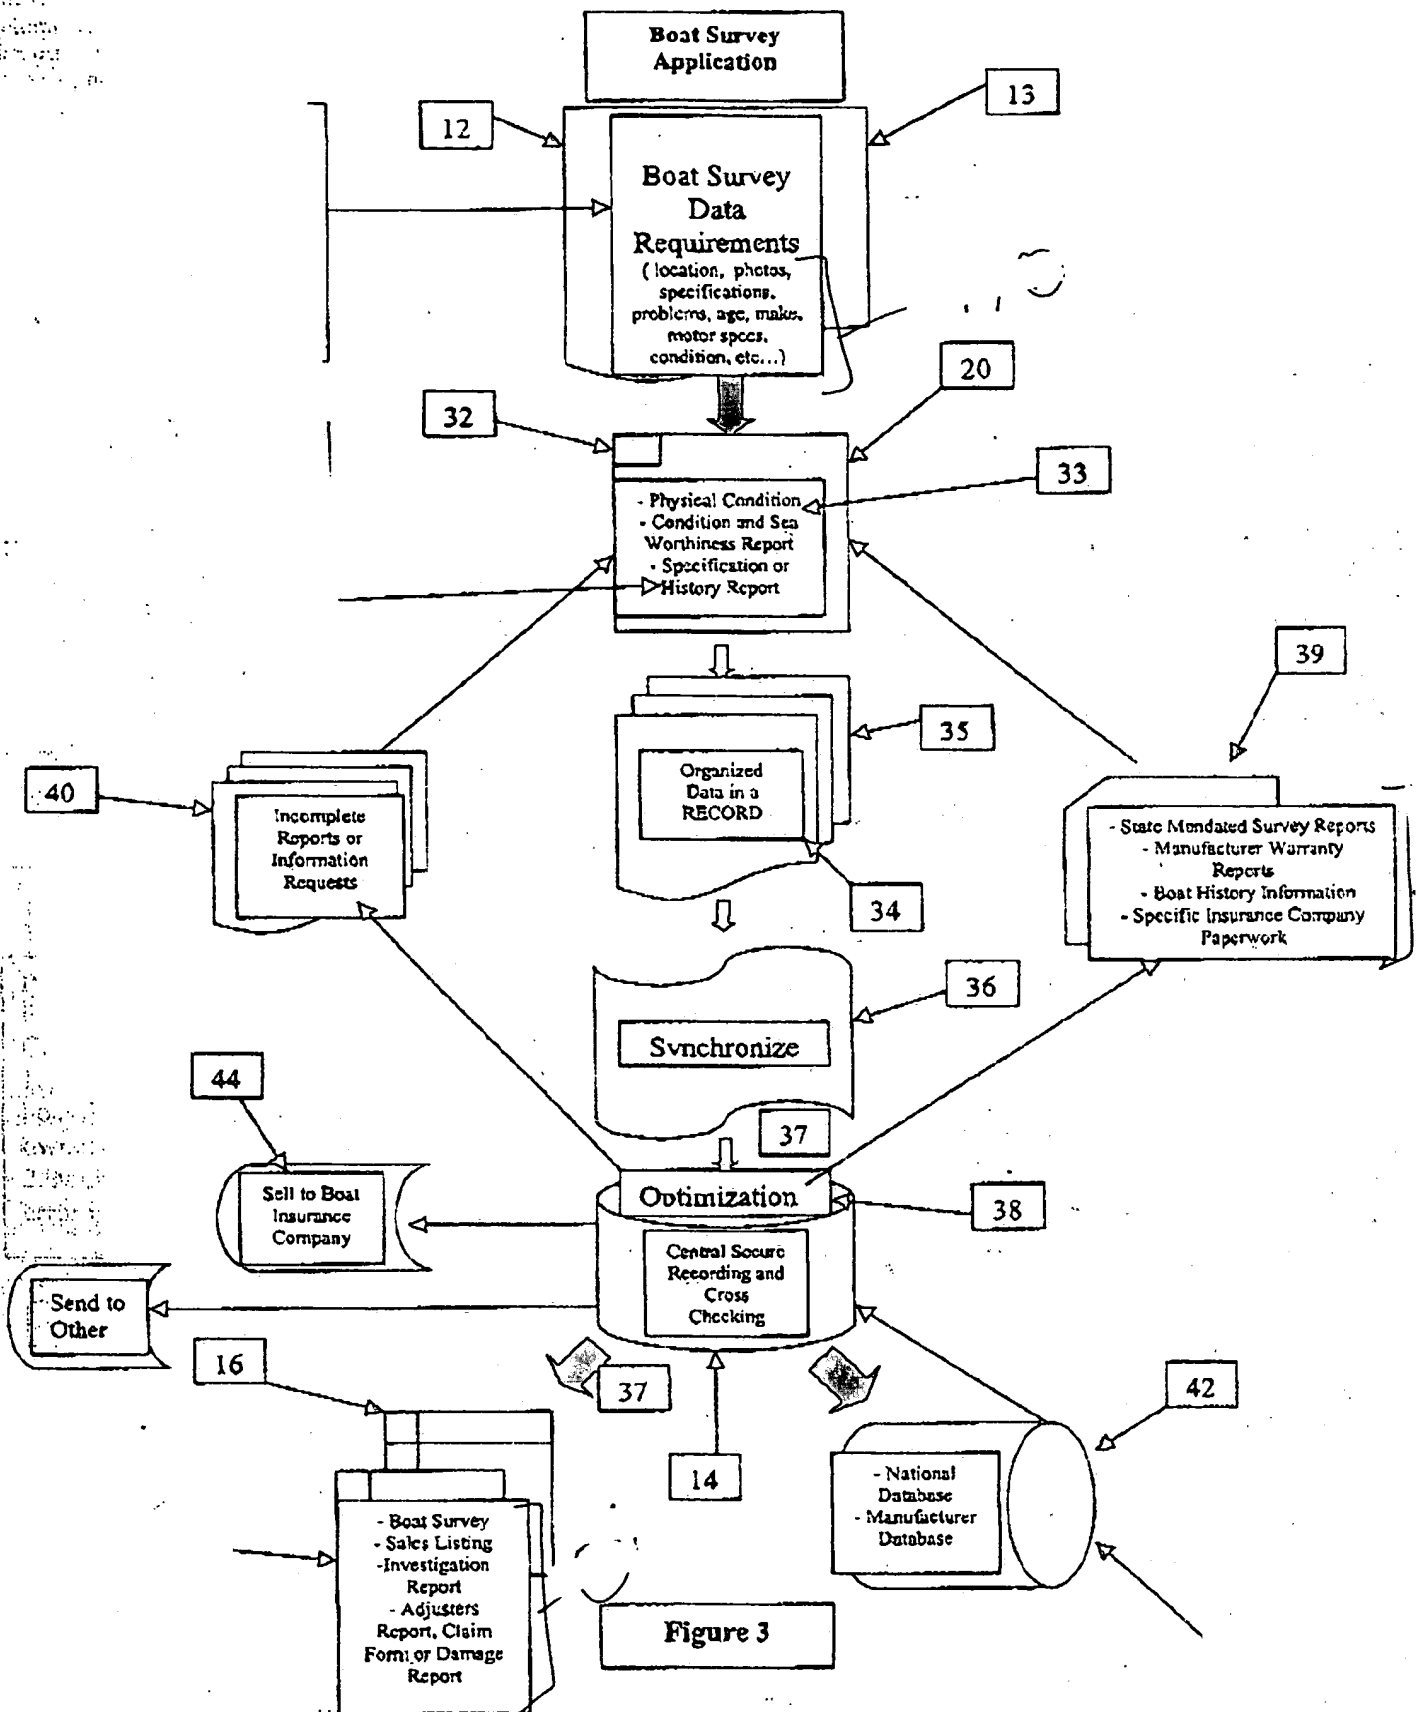 Boat Survey
Application
13
12
Boat Survey
Data
Requirements
( location, photos,
specifications,
problems, age, make,
motor specs,
condition, etc...)
20
32
33
- Physical Condition
- Condition and Sea
Worthiness Report
- Specification or
History Report
39
35
Organized
Data in a
RECORD
40
Incomplete
Reports or
Information
Requests
- State Mandated Survey Reports
- Manufacturer Warranty
Reports
- Boat History Information
- Specific Insurance Company
Paperwork
34
36
Synchronize
44
37
Sell to Boat
Insurance
Company
Optimization
38
Central Secure
Recording and
Cross
Checking
Send to
Other
16
37
42
14
- National
Database
- Manufacturer
Database
- Boat Survey
- Sales Listing
-Investigation
Report
- Adjusters
Report, Claim
Form or Damage
Report
Figure 3